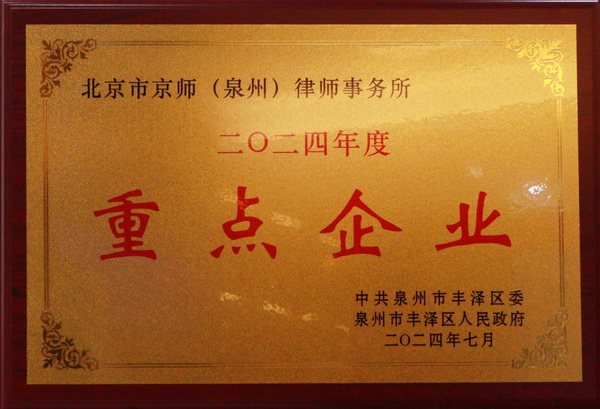 北京市京师（泉州）律师事务所
二〇二四年度
重点企业
中共泉州市丰泽区委
泉州市丰泽区人民政府
二〇二四年七月